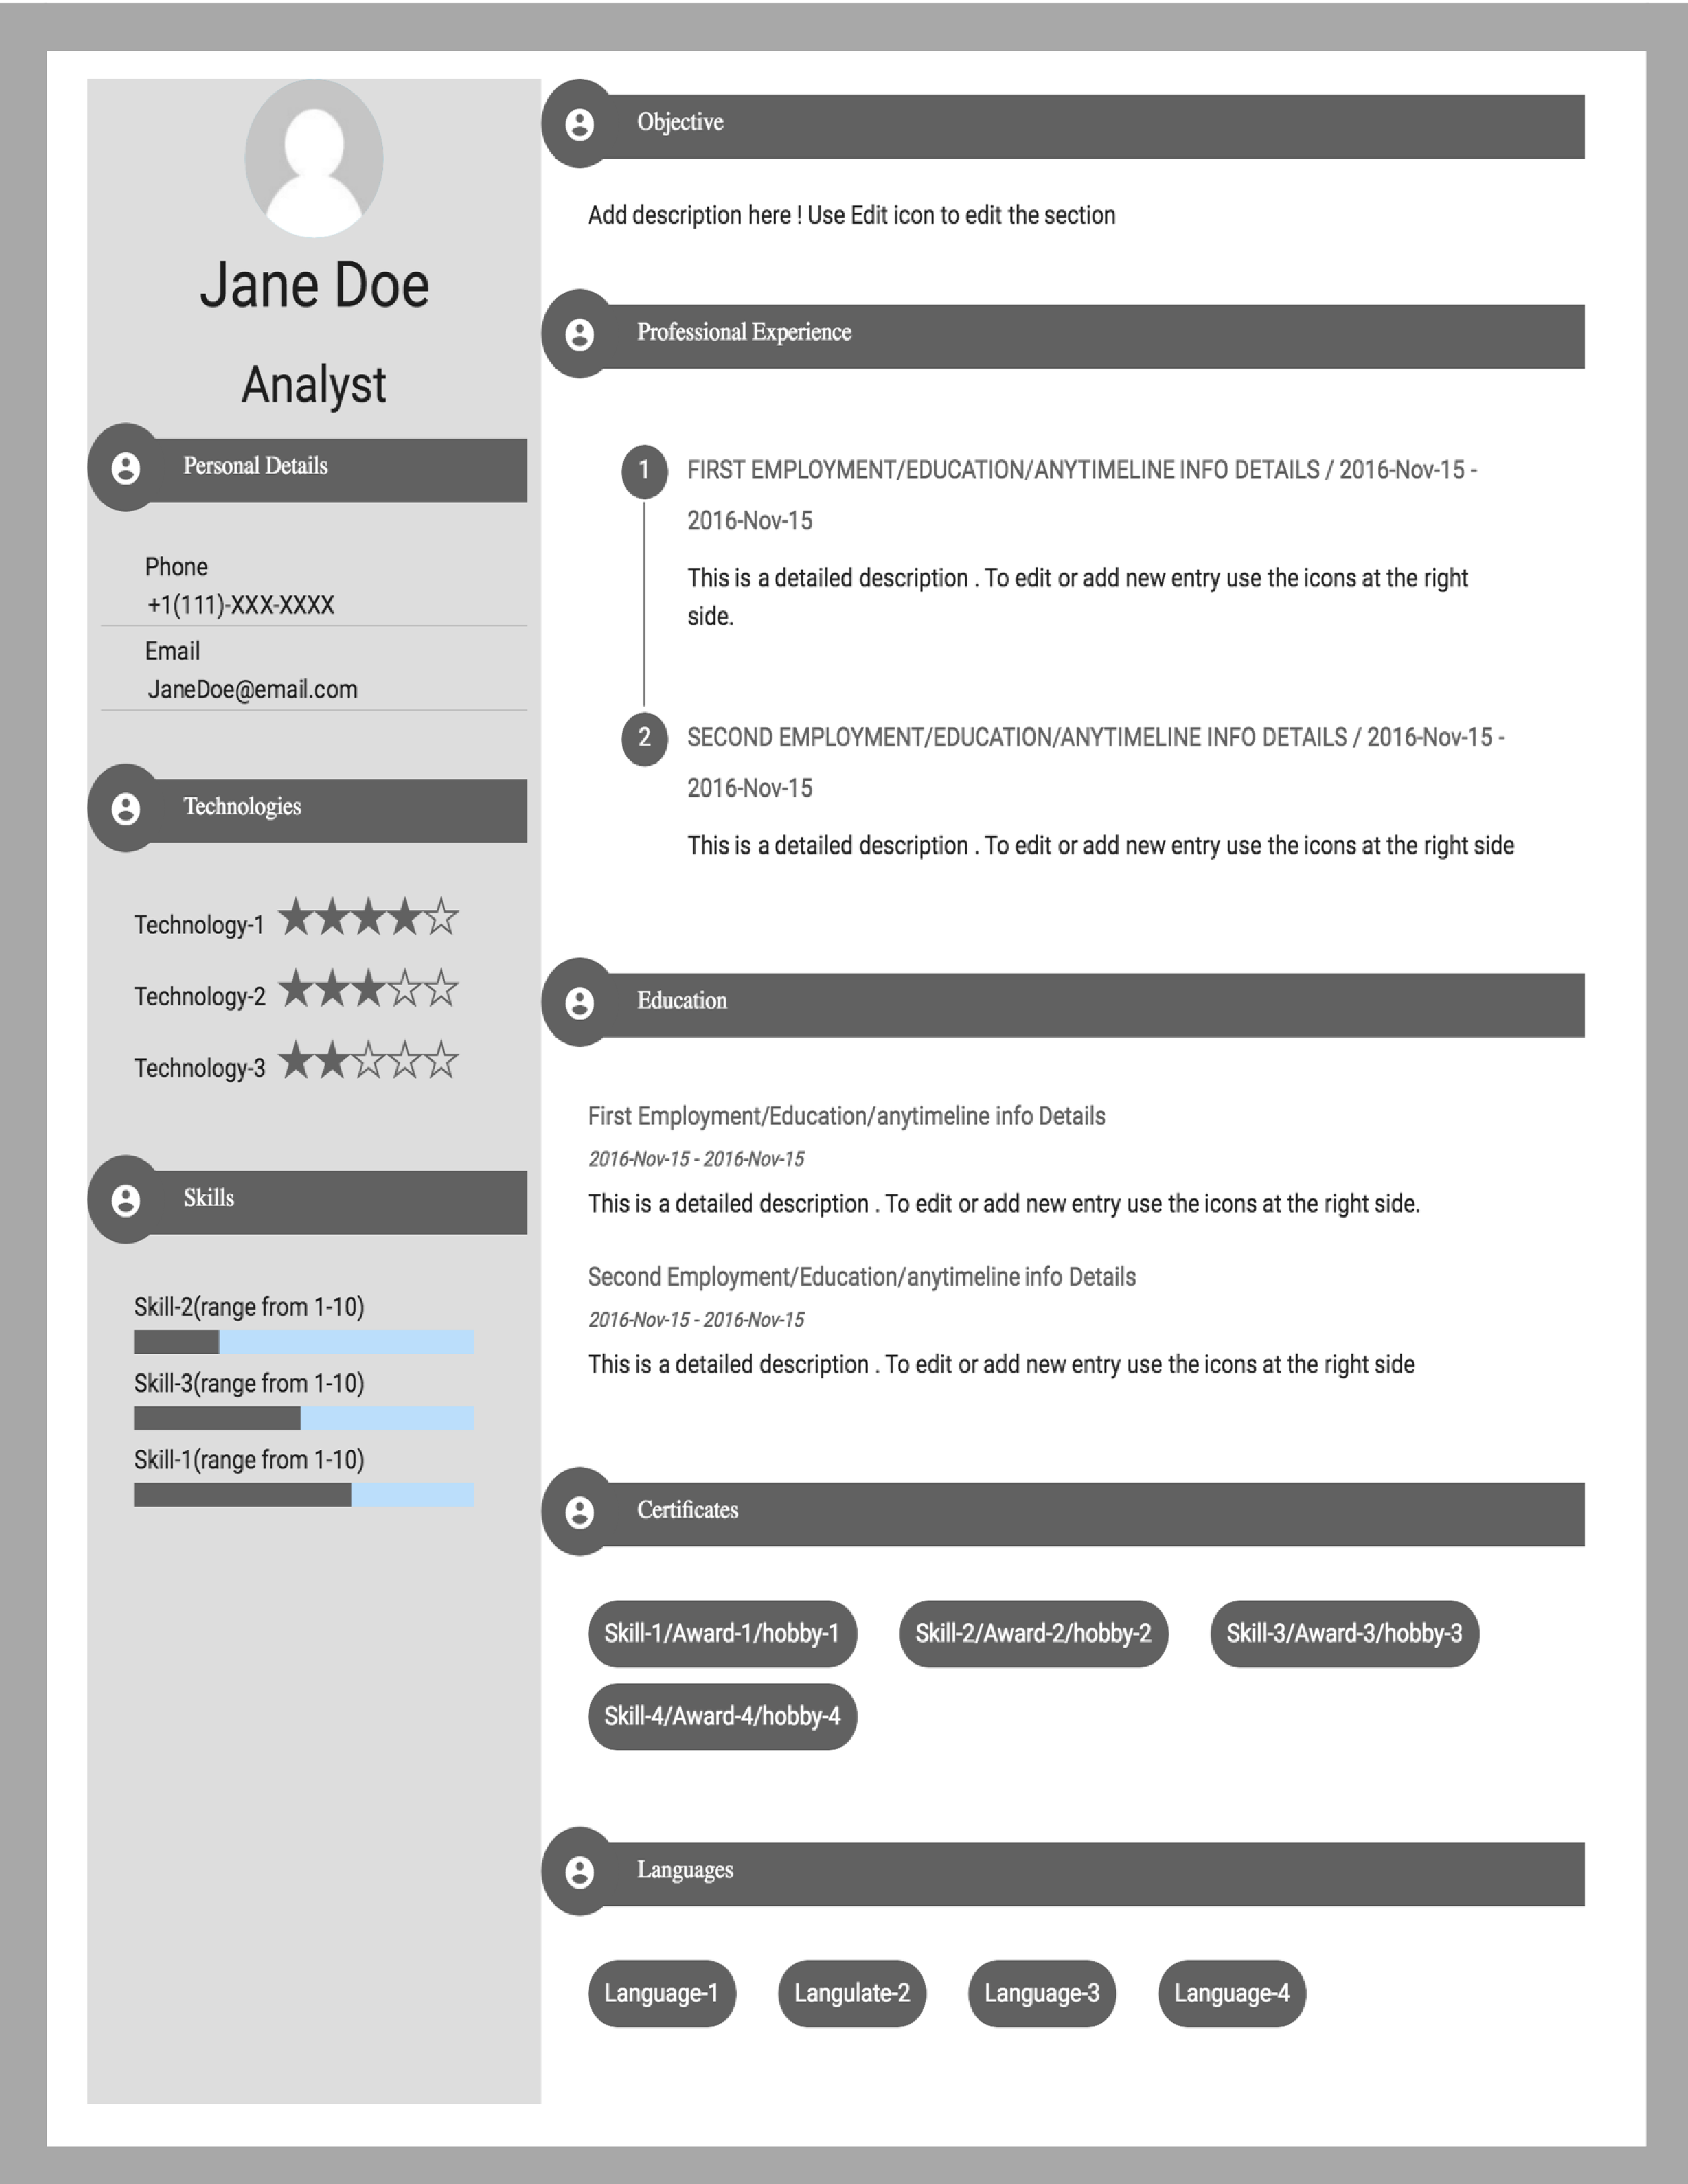 Jane Doe
Analyst
Personal Details
Phone
+1(111)-XXX-XXXX
Email
JaneDoe@email.com
Technologies
Technology-1
Technology-2
Technology-3
Skills
Skill-2(range from 1-10)
Skill-3(range from 1-10)
Skill-1(range from 1-10)
Objective
Add description here ! Use Edit icon to edit the section
Professional Experience
1 FIRST EMPLOYMENT/EDUCATION/ANYTIMELINE INFO DETAILS / 2016-Nov-15 -
2016-Nov-15
This is a detailed description . To edit or add new entry use the icons at the right
side.
2 SECOND EMPLOYMENT/EDUCATION/ANYTIMELINE INFO DETAILS / 2016-Nov-15 -
2016-Nov-15
This is a detailed description . To edit or add new entry use the icons at the right side
Education
First Employment/Education/anytimeline info Details
2016-Nov-15 - 2016-Nov-15
This is a detailed description . To edit or add new entry use the icons at the right side.
Second Employment/Education/anytimeline info Details
2016-Nov-15 - 2016-Nov-15
This is a detailed description . To edit or add new entry use the icons at the right side
Certificates
Skill-1/Award-1/hobby-1 Skill-2/Award-2/hobby-2 Skill-3/Award-3/hobby-3
Skill-4/Award-4/hobby-4
Languages
Language-1 Langulate-2 Language-3 Language-4